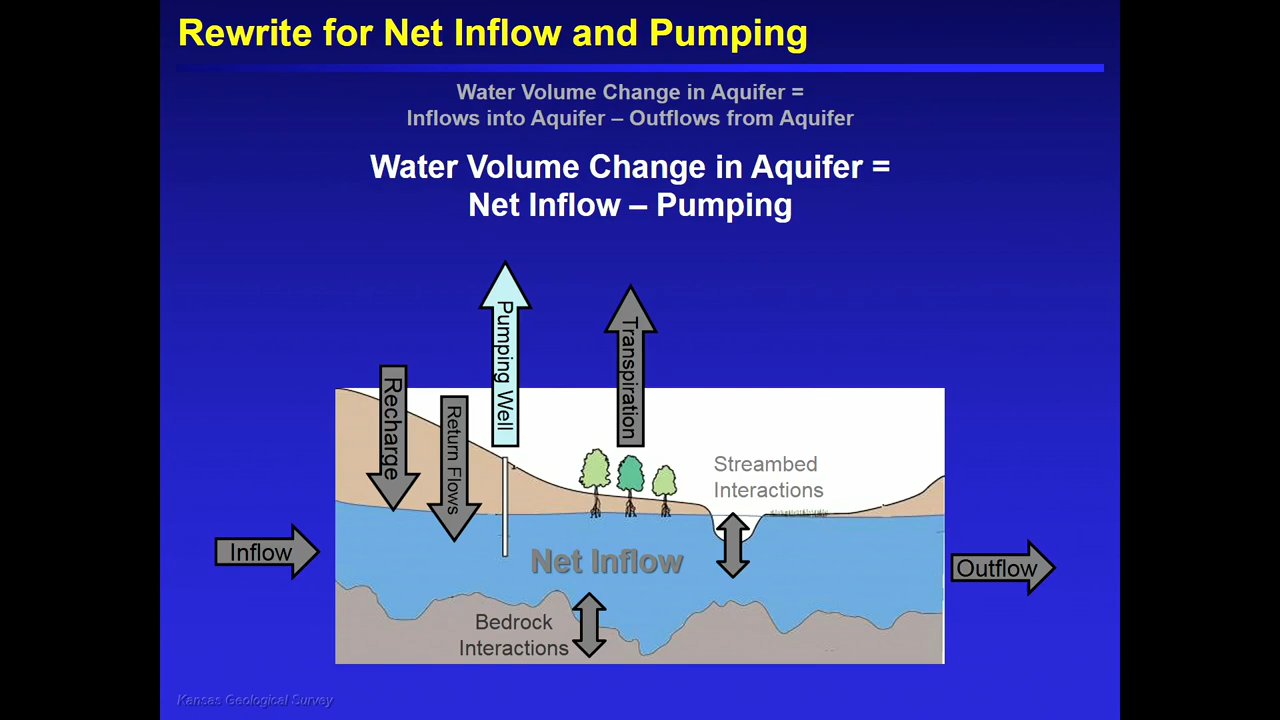 Rewrite for Net Inflow and Pumping
Water Volume Change in Aquifer =
Inflows into Aquifer – Outflows from Aquifer
Water Volume Change in Aquifer =
Net Inflow – Pumping
Pumping Well
Transpiration
Recharge
Return Flows
Streambed
Interactions
Inflow
Net Inflow
Outflow
Bedrock
Interactions
Kansas Geological Survey